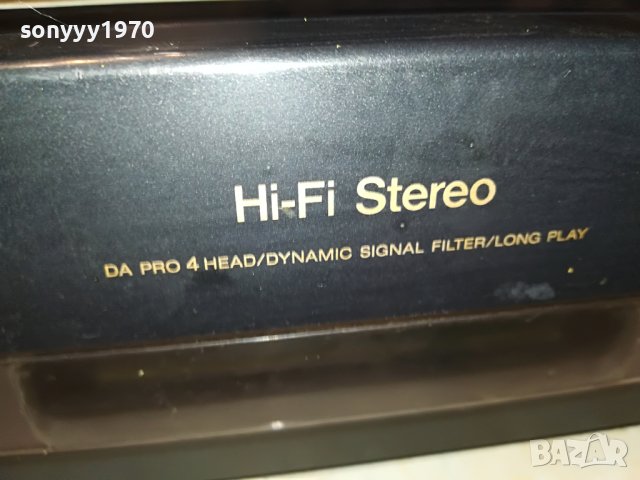 sonyyy1970
Hi-Fi Stereo
DA PRO 4 HEAD/DYNAMIC SIGNAL FILTER/LONG PLAY
BAZAR